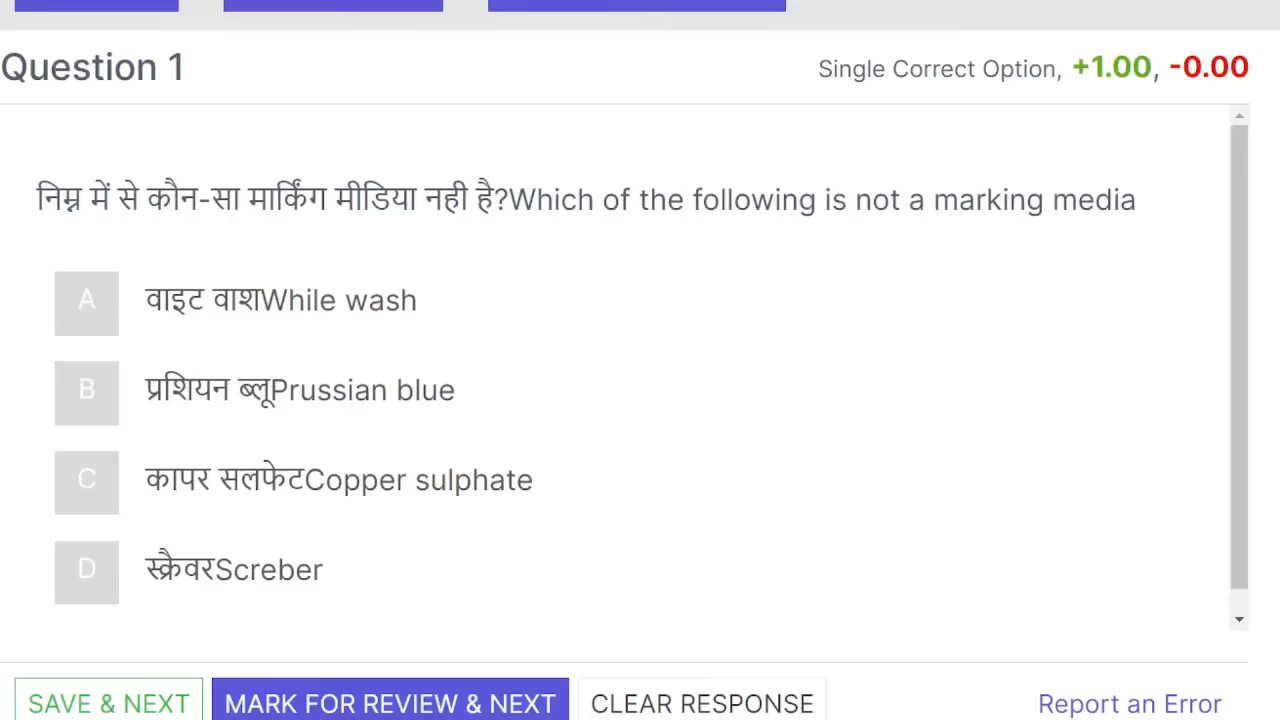 Question 1
Single Correct Option, +1.00, -0.00
निम्न में से कौन-सा मार्किंग मीडिया नही है?Which of the following is not a marking media
A वाइट वाशWhile wash
B प्रशियन ब्लूPrussian blue
C कापर सलफेटCopper sulphate
D स्क्रैवरScreber
SAVE & NEXT MARK FOR REVIEW & NEXT CLEAR RESPONSE Report an Error